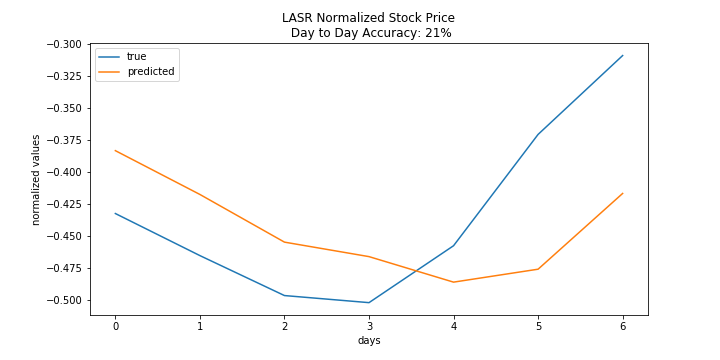 LASR Normalized Stock Price
Day to Day Accuracy: 21%
true
predicted
normalized values
−0.300
−0.325
−0.350
−0.375
−0.400
−0.425
−0.450
−0.475
−0.500
0 1 2 3 4 5 6
days